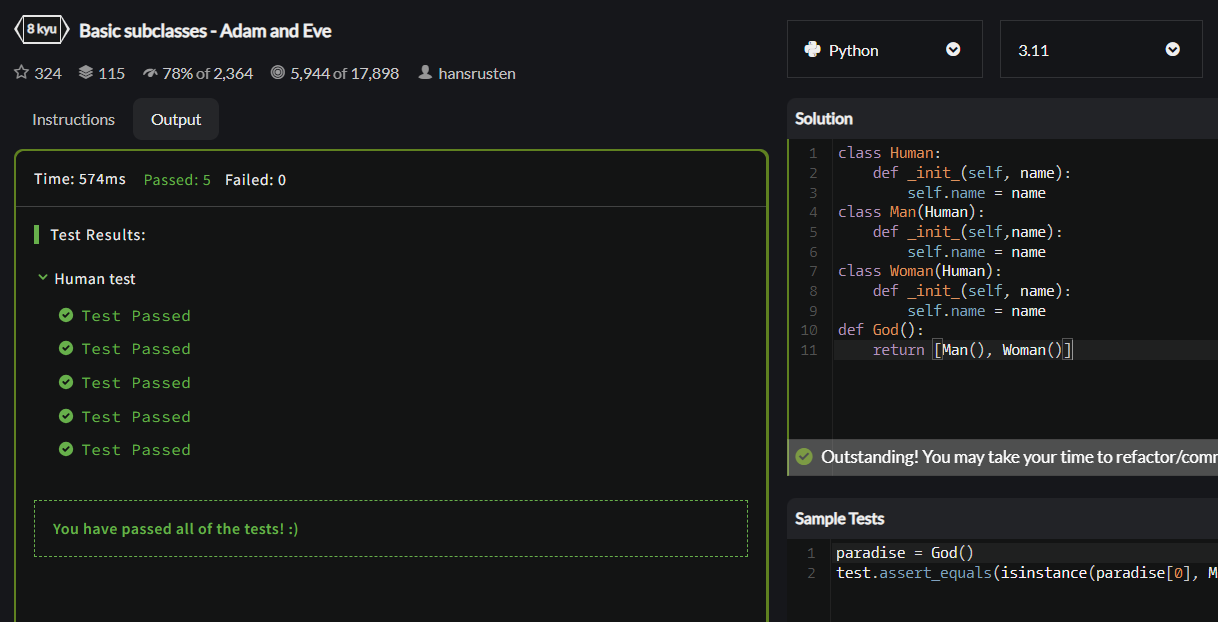 8 kyu Basic subclasses - Adam and Eve
324 115 78% of 2,364 5,944 of 17,898 hansrusten
Python
3.11
Instructions Output
Time: 574ms Passed: 5 Failed: 0
Test Results:
Human test
Test Passed
Test Passed
Test Passed
Test Passed
Test Passed
You have passed all of the tests! :)
Solution
1 class Human:
2     def _init_(self, name):
3         self.name = name
4 class Man(Human):
5     def _init_(self,name):
6         self.name = name
7 class Woman(Human):
8     def _init_(self, name):
9         self.name = name
10 def God():
11     return [Man(), Woman()]
Outstanding! You may take your time to refactor/comm
Sample Tests
1 paradise = God()
2 test.assert_equals(isinstance(paradise[0], M